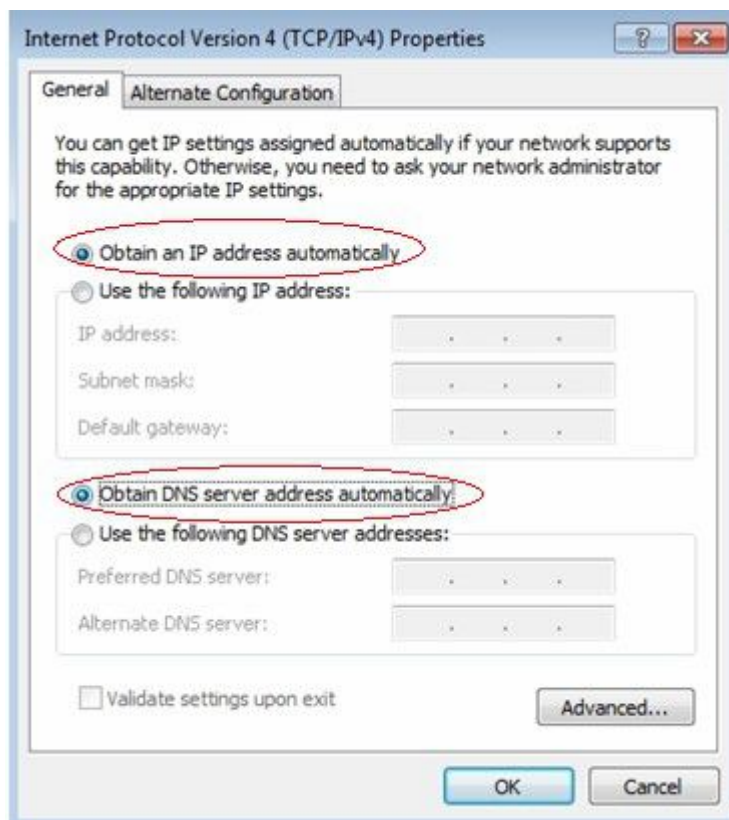 Internet Protocol Version 4 (TCP/IPv4) Properties
General
Alternate Configuration
You can get IP settings assigned automatically if your network supports
this capability. Otherwise, you need to ask your network administrator
for the appropriate IP settings.
Obtain an IP address automatically
Use the following IP address:
IP address:
Subnet mask:
Default gateway:
Obtain DNS server address automatically
Use the following DNS server addresses:
Preferred DNS server:
Alternate DNS server:
Validate settings upon exit
Advanced...
OK
Cancel